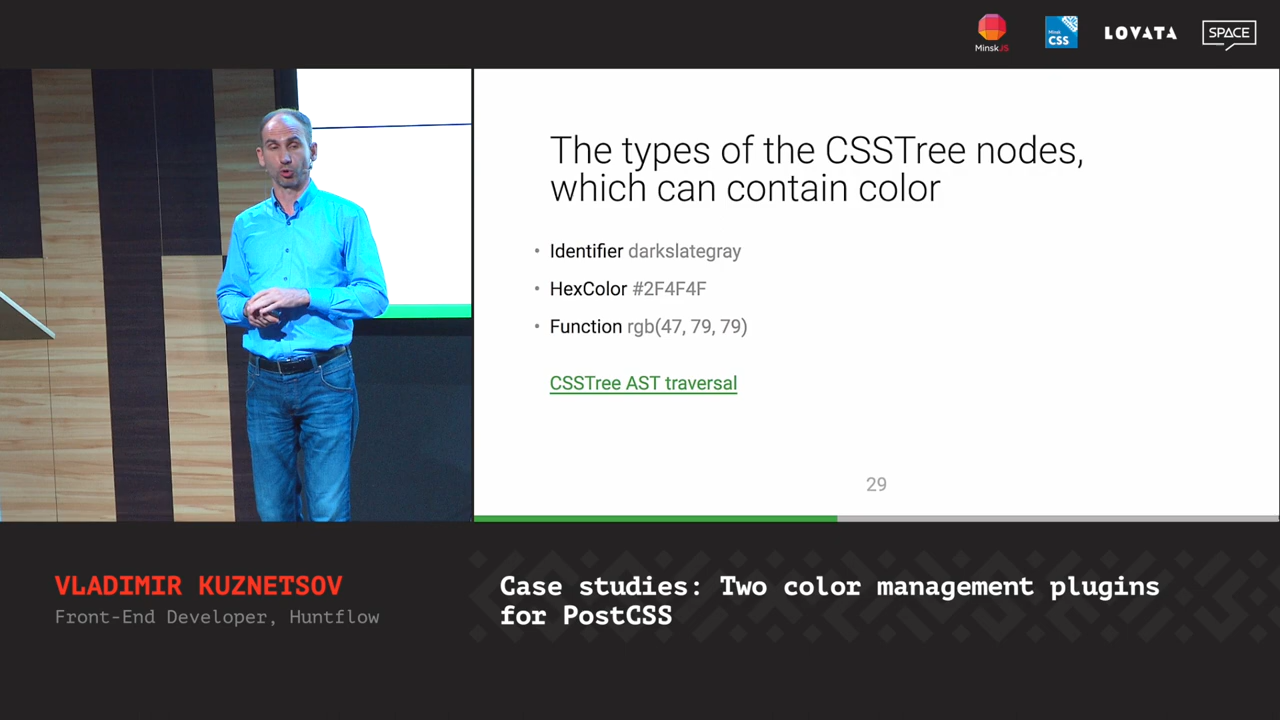 MinskJS
Minsk
CSS
LOVATA
SPACE
The types of the CSSTree nodes,
which can contain color
• Identifier darkslategray
• HexColor #2F4F4F
• Function rgb(47, 79, 79)
CSSTree AST traversal
29
VLADIMIR KUZNETSOV
Front-End Developer, Huntflow
Case studies: Two color management plugins
for PostCSS